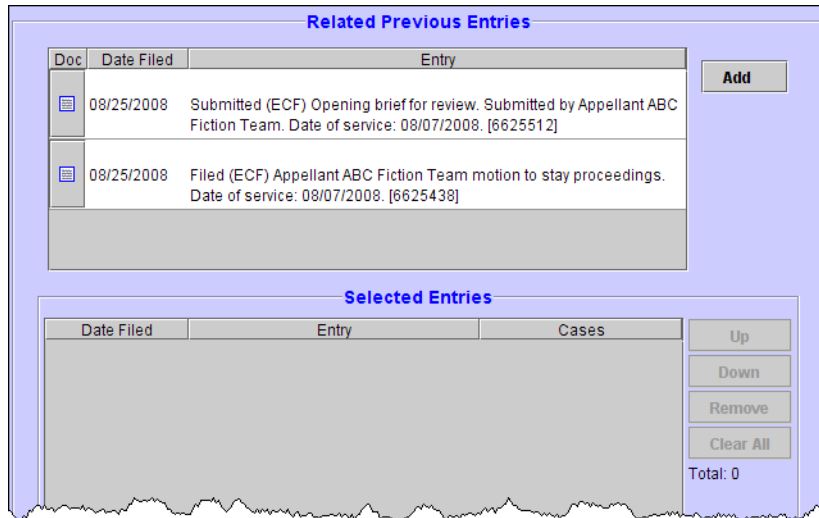 Related Previous Entries
Doc Date Filed Entry
Add
08/25/2008 Submitted (ECF) Opening brief for review. Submitted by Appellant ABC
Fiction Team. Date of service: 08/07/2008. [6625512]
08/25/2008 Filed (ECF) Appellant ABC Fiction Team motion to stay proceedings.
Date of service: 08/07/2008. [6625438]
Selected Entries
Date Filed Entry Cases
Up
Down
Remove
Clear All
Total: 0